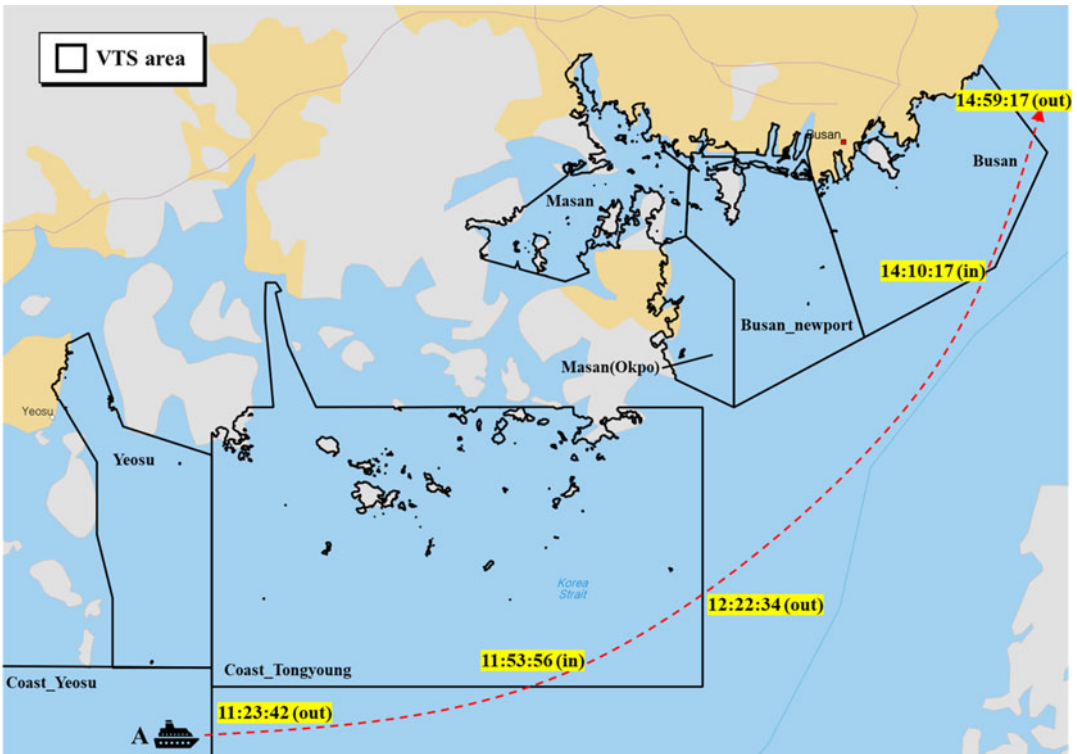 VTS area
14:59:17 (out)
Busan
Busan
Masan
14:10:17 (in)
Busan_newport
Masan(Okpo)
Yeosu
Yeosu
Korea
Strait
12:22:34 (out)
11:53:56 (in)
Coast_Tongyoung
Coast_Yeosu
11:23:42 (out)
A